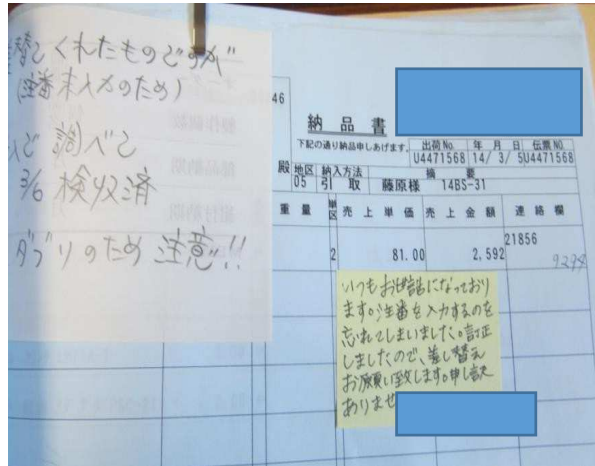 替てくれたものですが
(注番未入力のため)
調べて
3/6 検収済
ダブりのため 注意!!
46
納品書
下記の通り納品申しあげます。
出荷No. 年 月 日 伝票NO.
U4471568 14/ 3/ 5 U4471568
殿 地区 納入方法 摘要
05 引 取 藤原様 14BS-31
重量 単区 売上単価 売上金額 連絡欄
21856
2 81.00 2,592
9294
いつもお世話になっており
ます。注番を入力するのを
忘れてしまいました。訂正
しましたので、差し替え
お願い致します。申し訳
ありませ